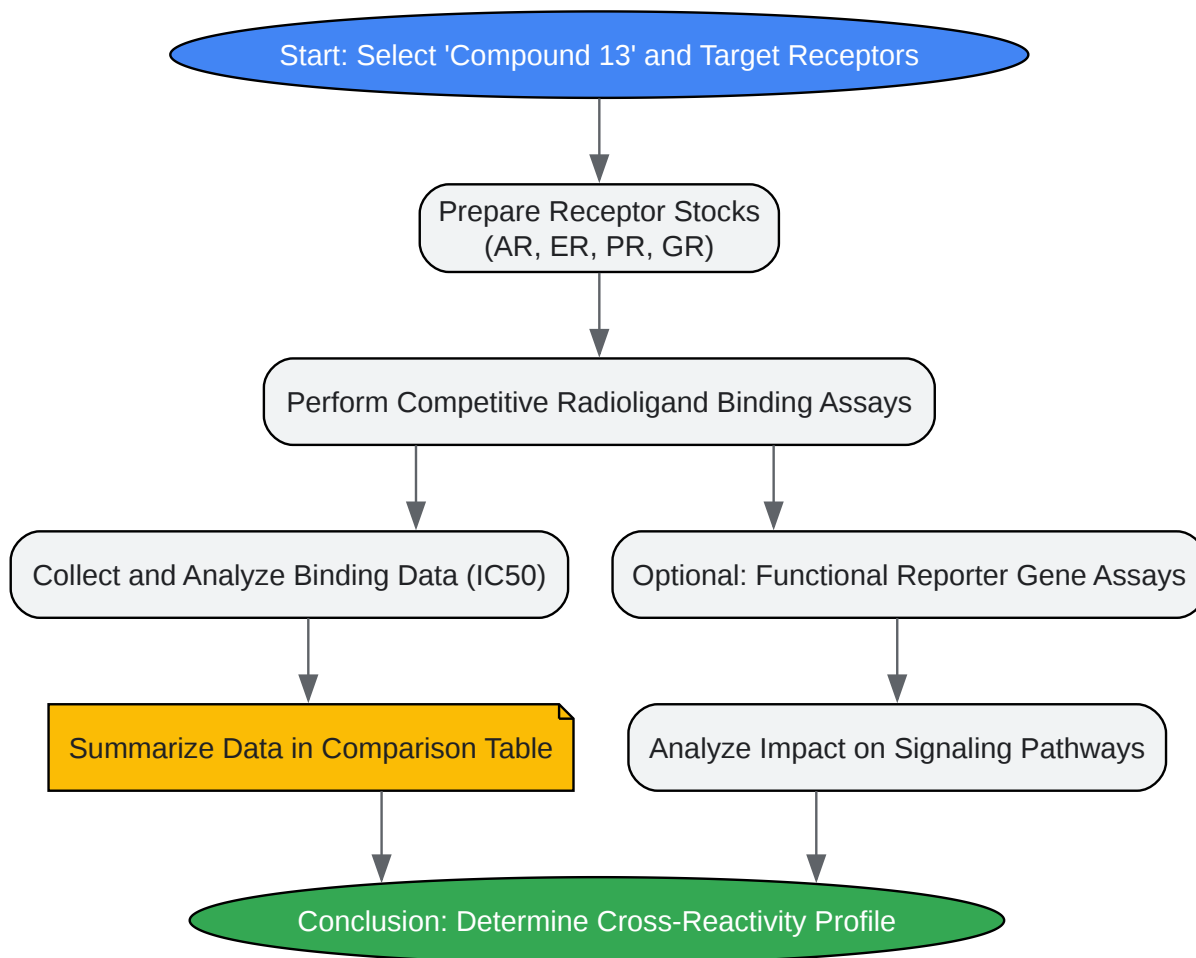 Start: Select 'Compound 13' and Target Receptors
Prepare Receptor Stocks
(AR, ER, PR, GR)
Perform Competitive Radioligand Binding Assays
Collect and Analyze Binding Data (IC50)
Optional: Functional Reporter Gene Assays
Summarize Data in Comparison Table
Analyze Impact on Signaling Pathways
Conclusion: Determine Cross-Reactivity Profile